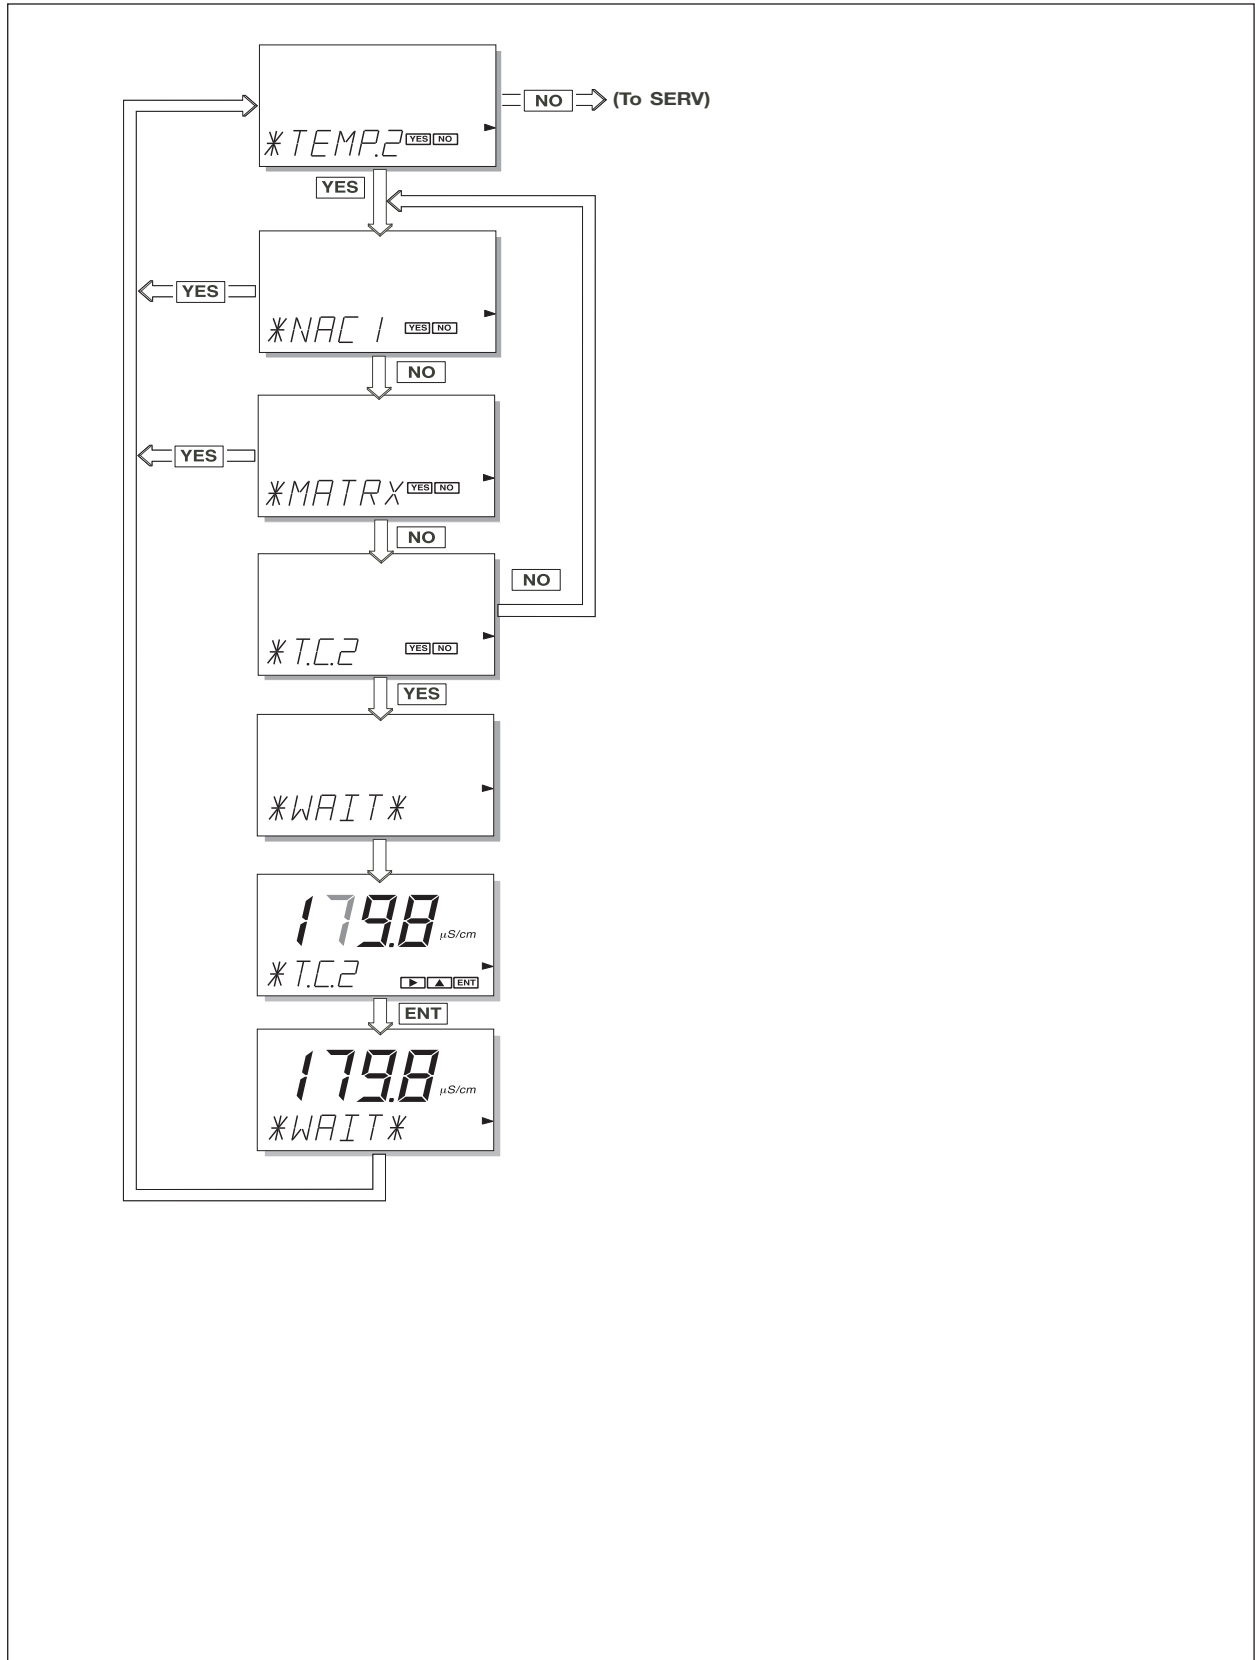 NO (To SERV)
*TEMP.2 YES NO
YES
YES
*NAC I YES NO
NO
YES
*MATRX YES NO
NO
NO
*T.C.2 YES NO
YES
*WAIT*
179.8 µS/cm
*T.C.2 ENT
ENT
179.8 µS/cm
*WAIT*